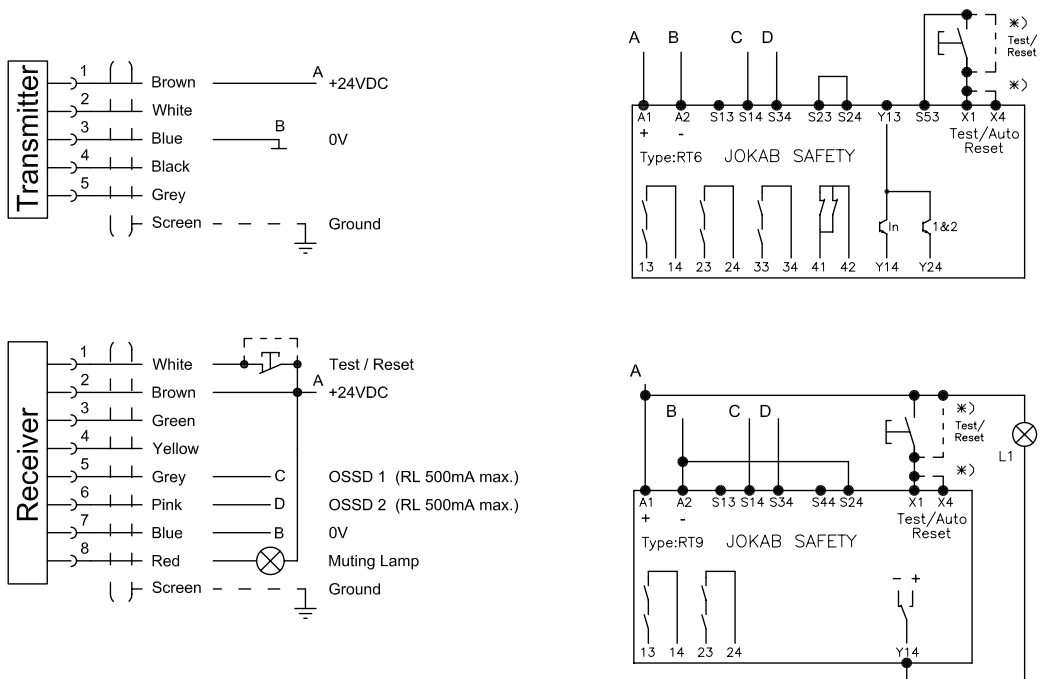 Transmitter
1 Brown A +24VDC
2 White
3 Blue B 0V
4 Black
5 Grey
Screen Ground
Receiver
1 White Test / Reset
2 Brown A +24VDC
3 Green
4 Yellow
5 Grey C OSSD 1 (RL 500mA max.)
6 Pink D OSSD 2 (RL 500mA max.)
7 Blue B 0V
8 Red Muting Lamp
Screen Ground
A B C D
*)
Test/
Reset
*)
A1 A2 S13 S14 S34 S23 S24 Y13 S53 X1 X4
+ - Test/Auto
Reset
Type:RT6 JOKAB SAFETY
In 1&2
13 14 23 24 33 34 41 42 Y14 Y24
A
B C D
*)
Test/
Reset
L1
*)
A1 A2 S13 S14 S34 S44 S24 X1 X4
+ - Test/Auto
Reset
Type:RT9 JOKAB SAFETY
- +
13 14 23 24 Y14